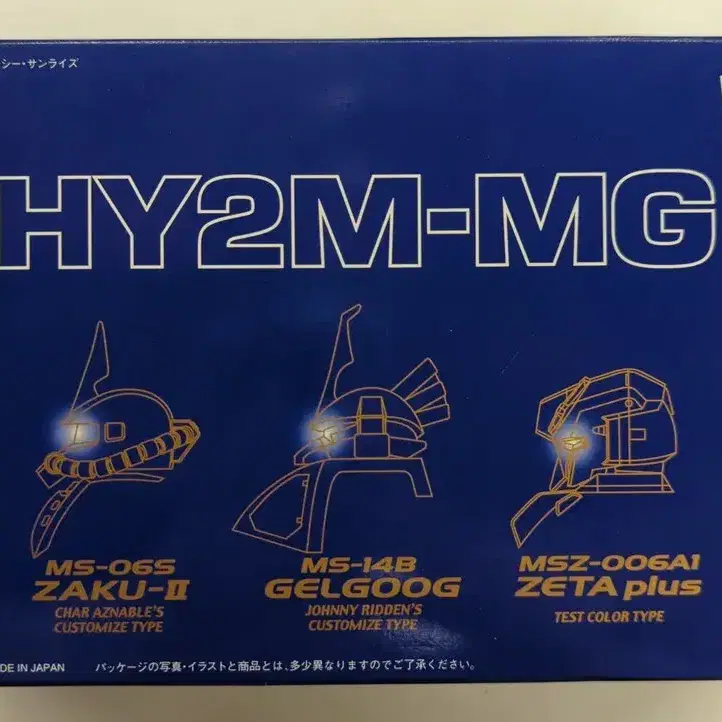 シー・サンライズ
HY2M-MG
MS-06S
ZAKU-II
CHAR AZNABLE'S
CUSTOMIZE TYPE
MS-14B
GELGOOG
JOHNNY RIDDEN'S
CUSTOMIZE TYPE
MSZ-006A1
ZETA plus
TEST COLOR TYPE
DE IN JAPAN
パッケージの写真・イラストと商品とは、多少異なりますのでご了承ください。